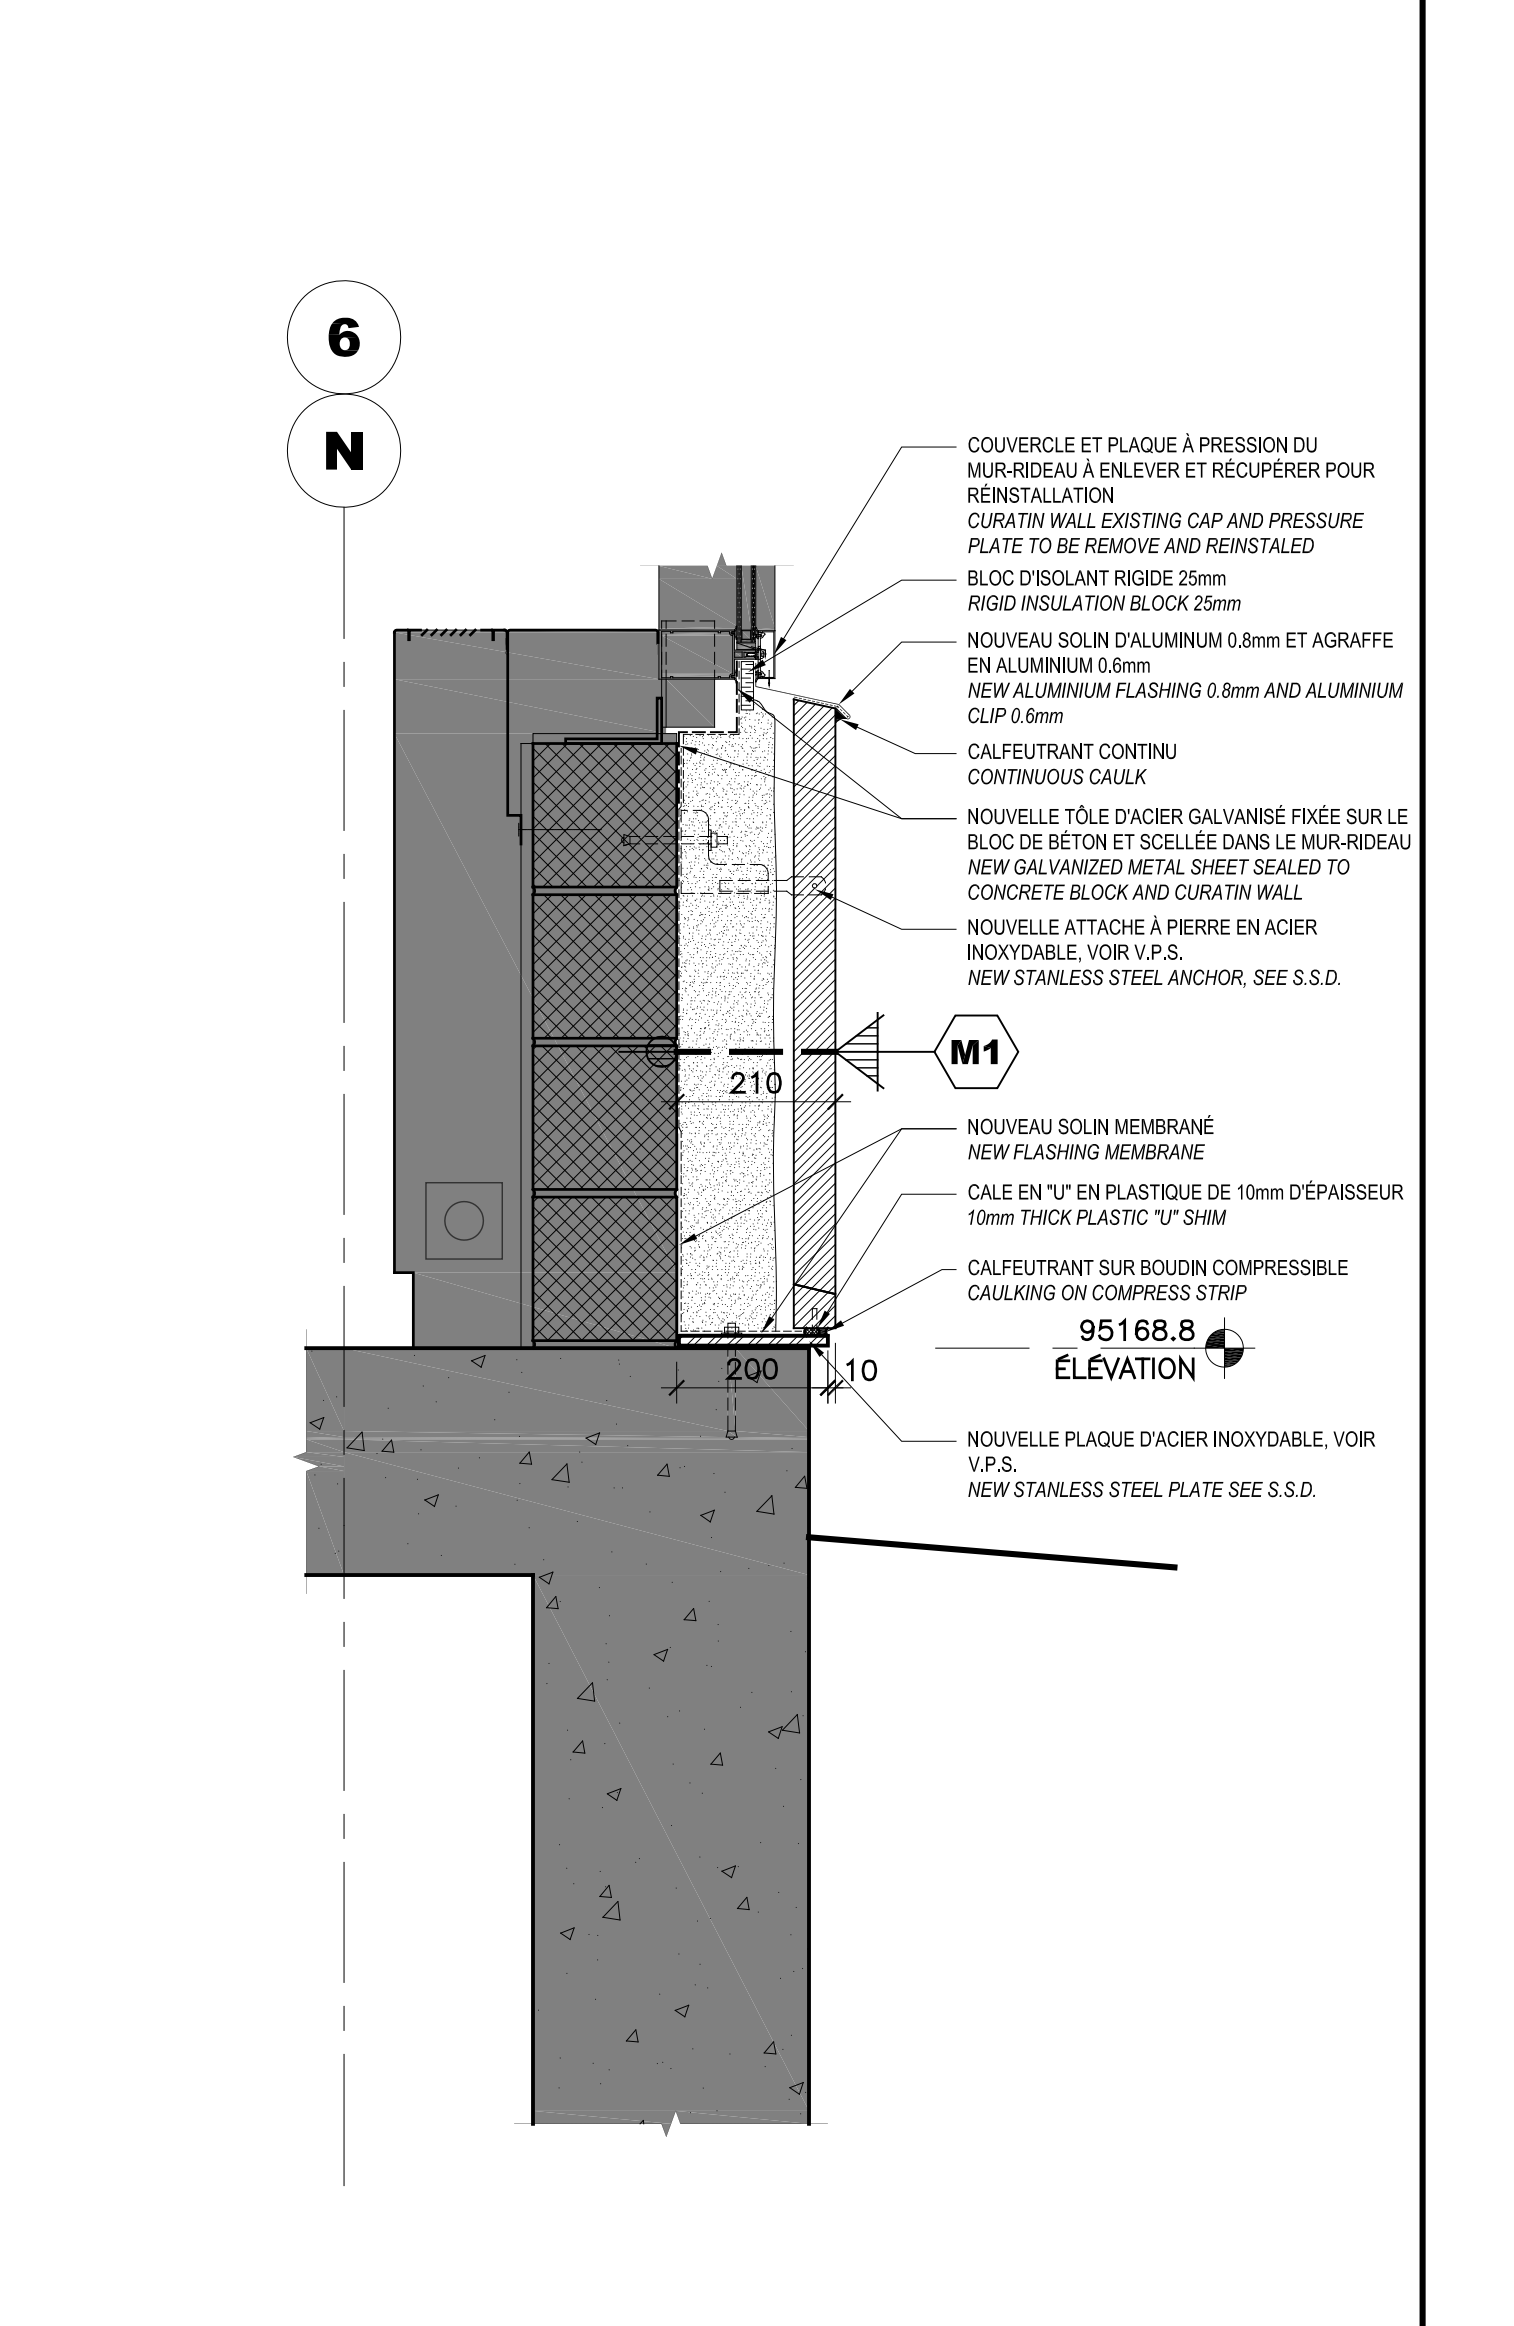 6
N
COUVERCLE ET PLAQUE À PRESSION DU
MUR-RIDEAU À ENLEVER ET RÉCUPÉRER POUR
RÉINSTALLATION
CURATIN WALL EXISTING CAP AND PRESSURE
PLATE TO BE REMOVE AND REINSTALED
BLOC D'ISOLANT RIGIDE 25mm
RIGID INSULATION BLOCK 25mm
NOUVEAU SOLIN D'ALUMINUM 0.8mm ET AGRAFFE
EN ALUMINIUM 0.6mm
NEW ALUMINIUM FLASHING 0.8mm AND ALUMINIUM
CLIP 0.6mm
CALFEUTRANT CONTINU
CONTINUOUS CAULK
NOUVELLE TÔLE D'ACIER GALVANISÉ FIXÉE SUR LE
BLOC DE BÉTON ET SCELLÉE DANS LE MUR-RIDEAU
NEW GALVANIZED METAL SHEET SEALED TO
CONCRETE BLOCK AND CURATIN WALL
NOUVELLE ATTACHE À PIERRE EN ACIER
INOXYDABLE, VOIR V.P.S.
NEW STANLESS STEEL ANCHOR, SEE S.S.D.
M1
210
NOUVEAU SOLIN MEMBRANÉ
NEW FLASHING MEMBRANE
CALE EN "U" EN PLASTIQUE DE 10mm D'ÉPAISSEUR
10mm THICK PLASTIC "U" SHIM
CALFEUTRANT SUR BOUDIN COMPRESSIBLE
CAULKING ON COMPRESS STRIP
95168.8
ÉLÉVATION
200 10
NOUVELLE PLAQUE D'ACIER INOXYDABLE, VOIR
V.P.S.
NEW STANLESS STEEL PLATE SEE S.S.D.